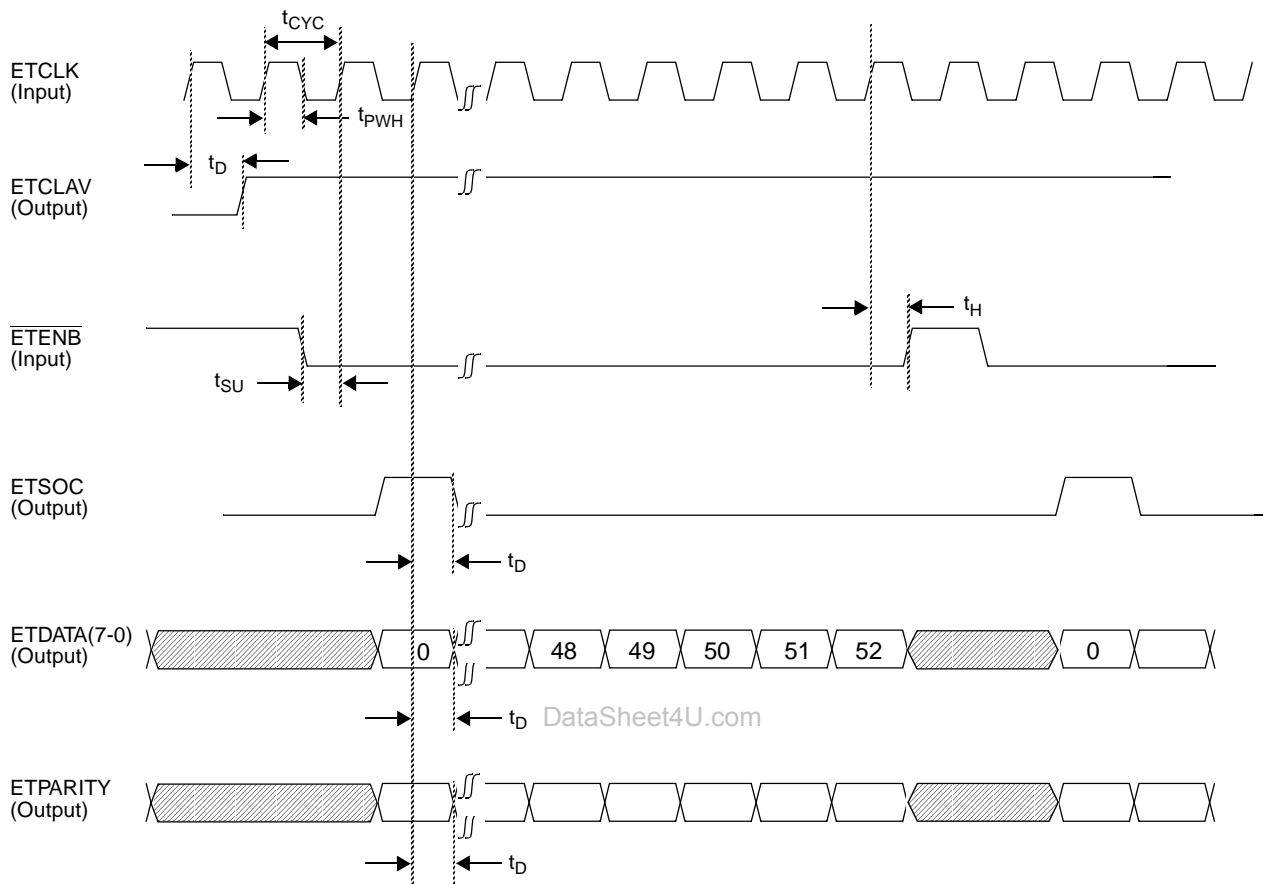 tCYC
ETCLK
(Input)
tPWH
tD
ETCLAV
(Output)
tH
ETENB
(Input)
tSU
ETSOC
(Output)
tD
ETDATA(7-0)
(Output)
0 48 49 50 51 52 0
tD
DataSheet4U.com
ETPARITY
(Output)
tD